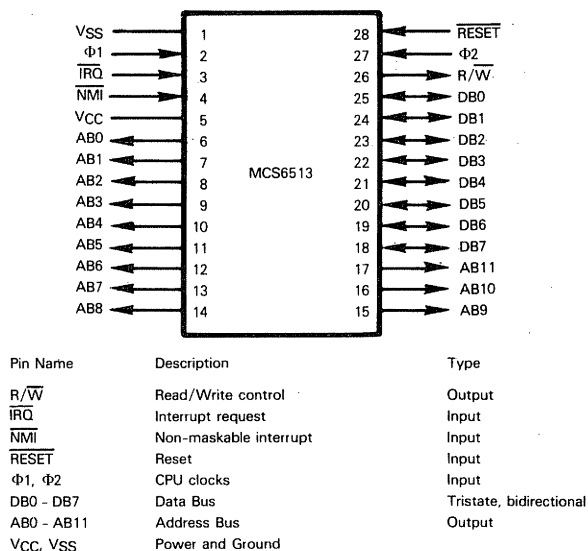 VSS 1 28 RESET
Φ1 2 27 Φ2
IRQ 3 26 R/W
NMI 4 25 DB0
VCC 5 24 DB1
AB0 6 23 DB2
AB1 7 22 DB3
AB2 8 MCS6513 21 DB4
AB3 9 20 DB5
AB4 10 19 DB6
AB5 11 18 DB7
AB6 12 17 AB11
AB7 13 16 AB10
AB8 14 15 AB9
Pin Name Description Type
R/W Read/Write control Output
IRQ Interrupt request Input
NMI Non-maskable interrupt Input
RESET Reset Input
Φ1, Φ2 CPU clocks Input
DB0 - DB7 Data Bus Tristate, bidirectional
AB0 - AB11 Address Bus Output
VCC, VSS Power and Ground